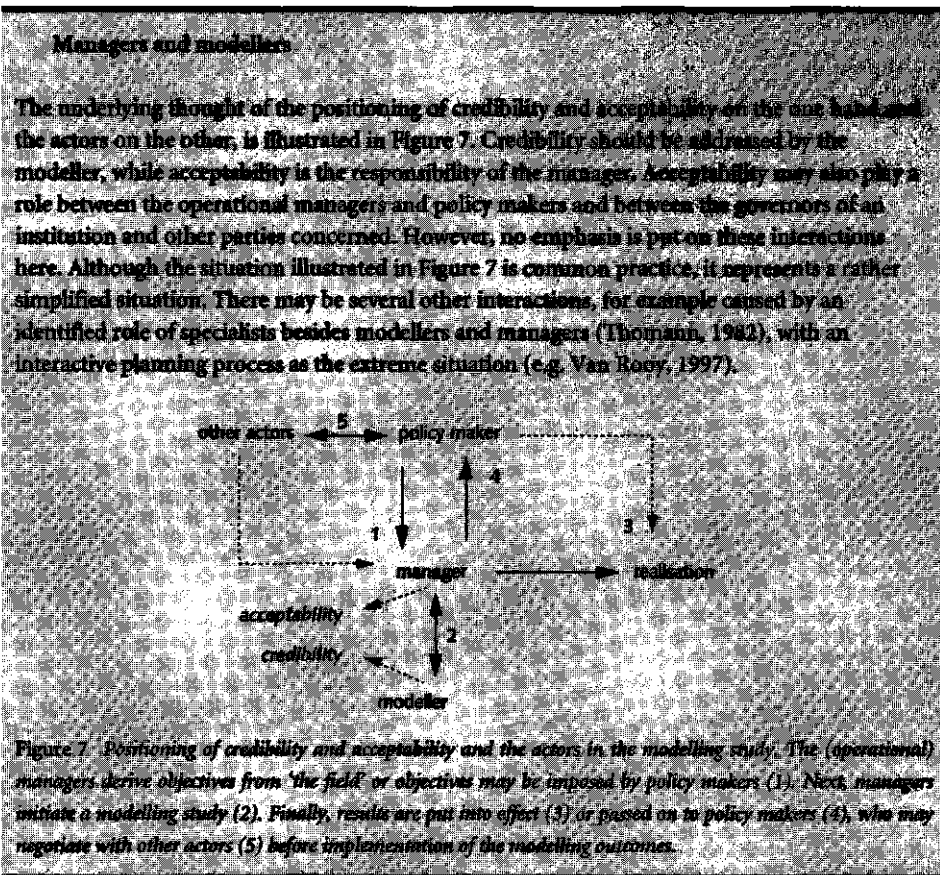 Managers and modellers
The underlying thought of the positioning of credibility and acceptability on the one hand and
the actors on the other, is illustrated in Figure 7. Credibility should be addressed by the
modeller, while acceptability is the responsibility of the manager. Acceptability may also play a
role between the operational managers and policy makers and between the governors of an
institution and other parties concerned. However, no emphasis is put on these interactions
here. Although the situation illustrated in Figure 7 is common practice, it represents a rather
simplified situation. There may be several other interactions, for example caused by an
identified role of specialists besides modellers and managers (Thomann, 1982), with an
interactive planning process as the extreme situation (e.g. Van Rooy, 1997).
other actors 5 policy maker
4
1 3
manager realisation
acceptability
2
credibility
modeller
Figure 7 Positioning of credibility and acceptability and the actors in the modelling study. The (operational)
managers derive objectives from 'the field' or objectives may be imposed by policy makers (1). Next, managers
initiate a modelling study (2). Finally, results are put into effect (3) or passed on to policy makers (4), who may
negotiate with other actors (5) before implementation of the modelling outcomes.